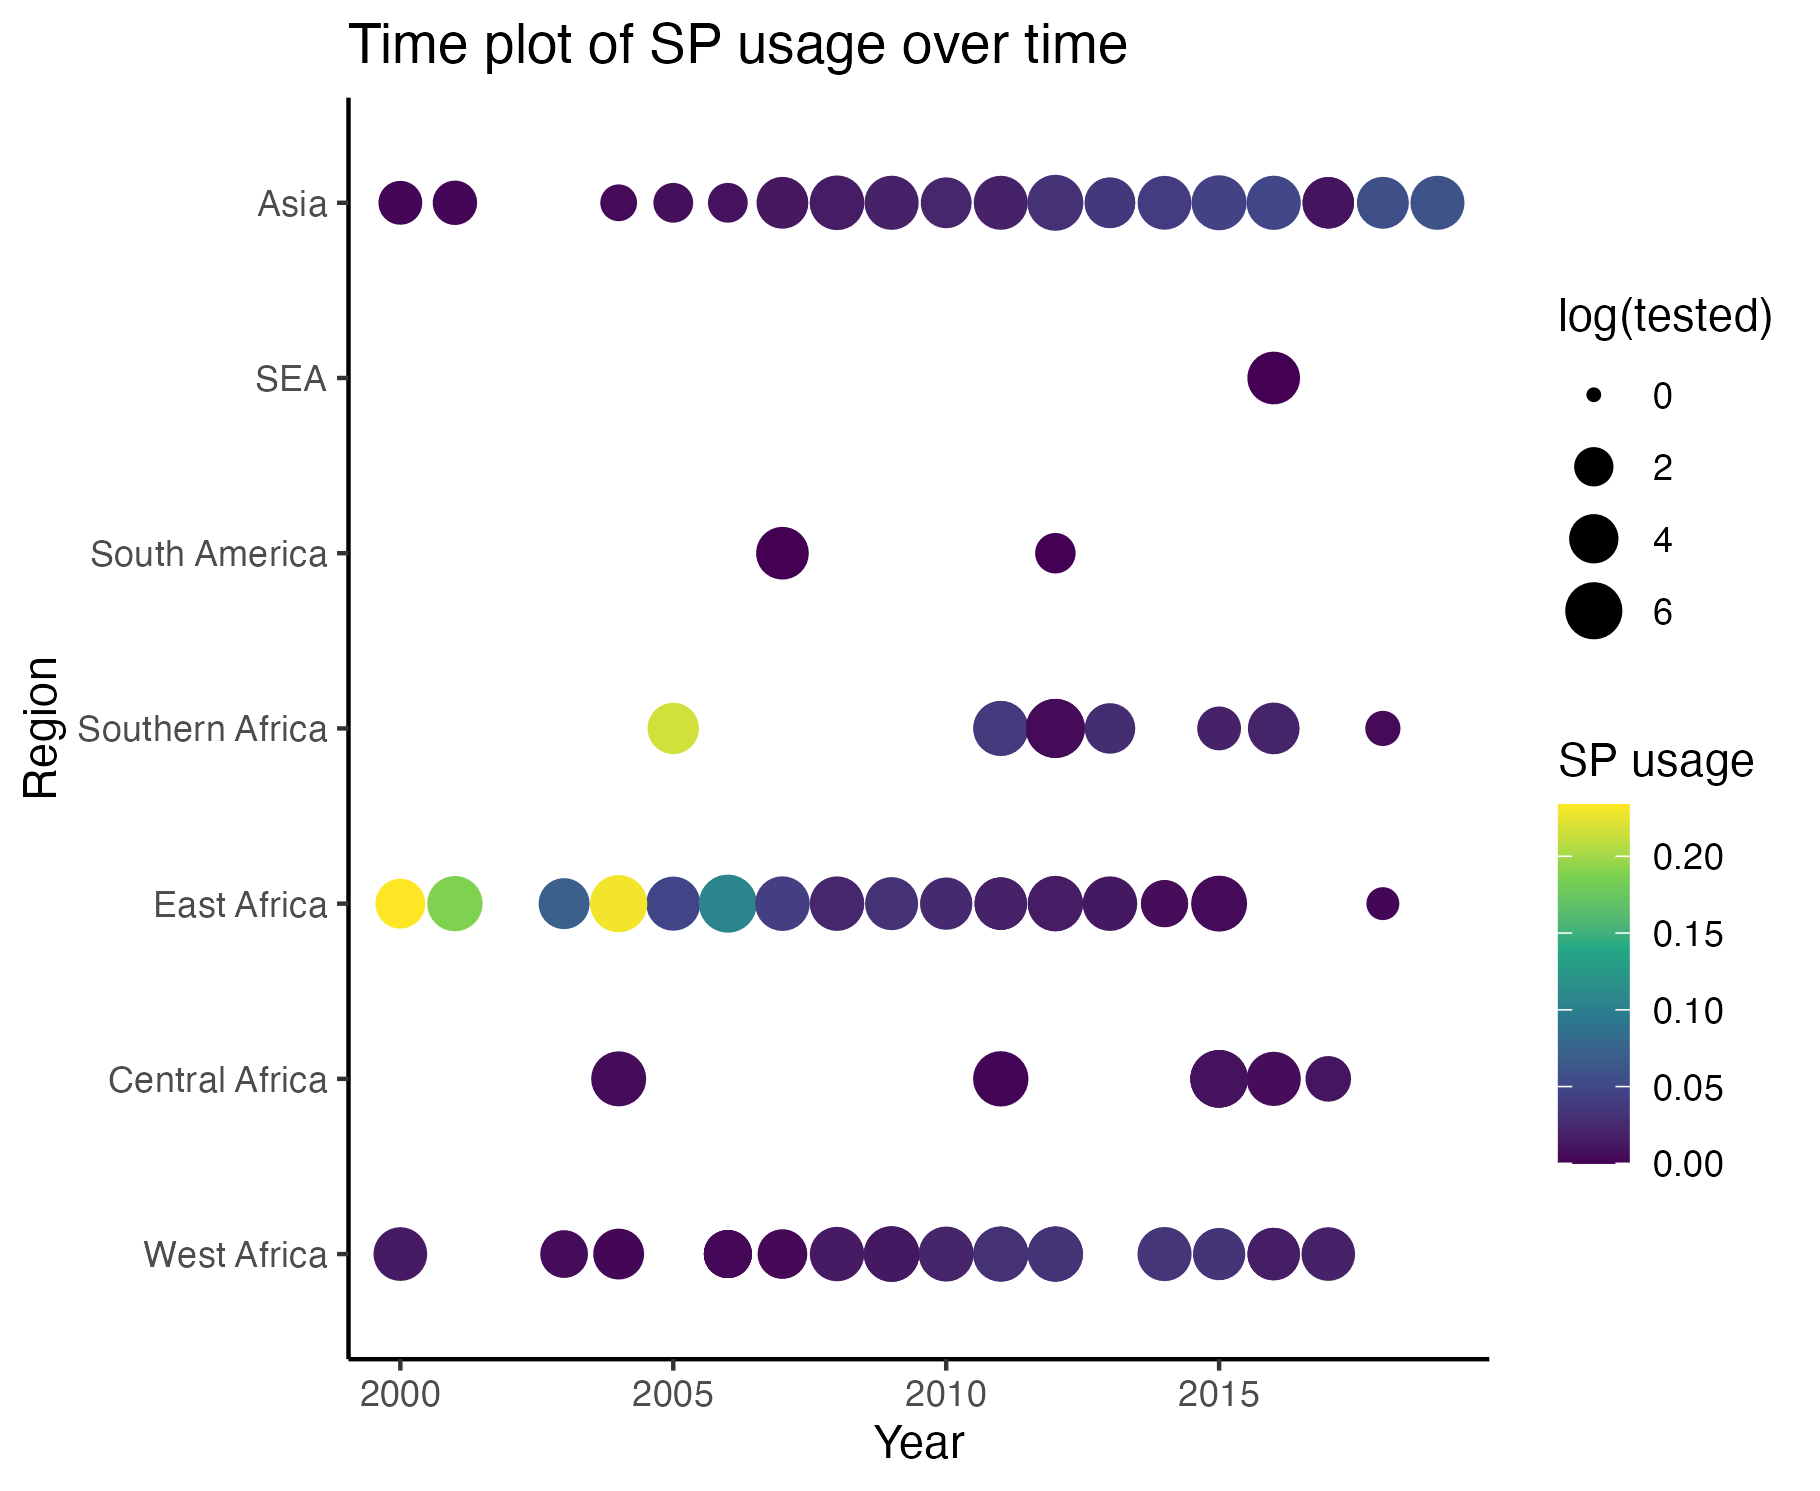 Time plot of SP usage over time
Asia
SEA
South America
Southern Africa
East Africa
Central Africa
West Africa
Region
2000
2005
2010
2015
Year
log(tested)
0
2
4
6
SP usage
0.20
0.15
0.10
0.05
0.00